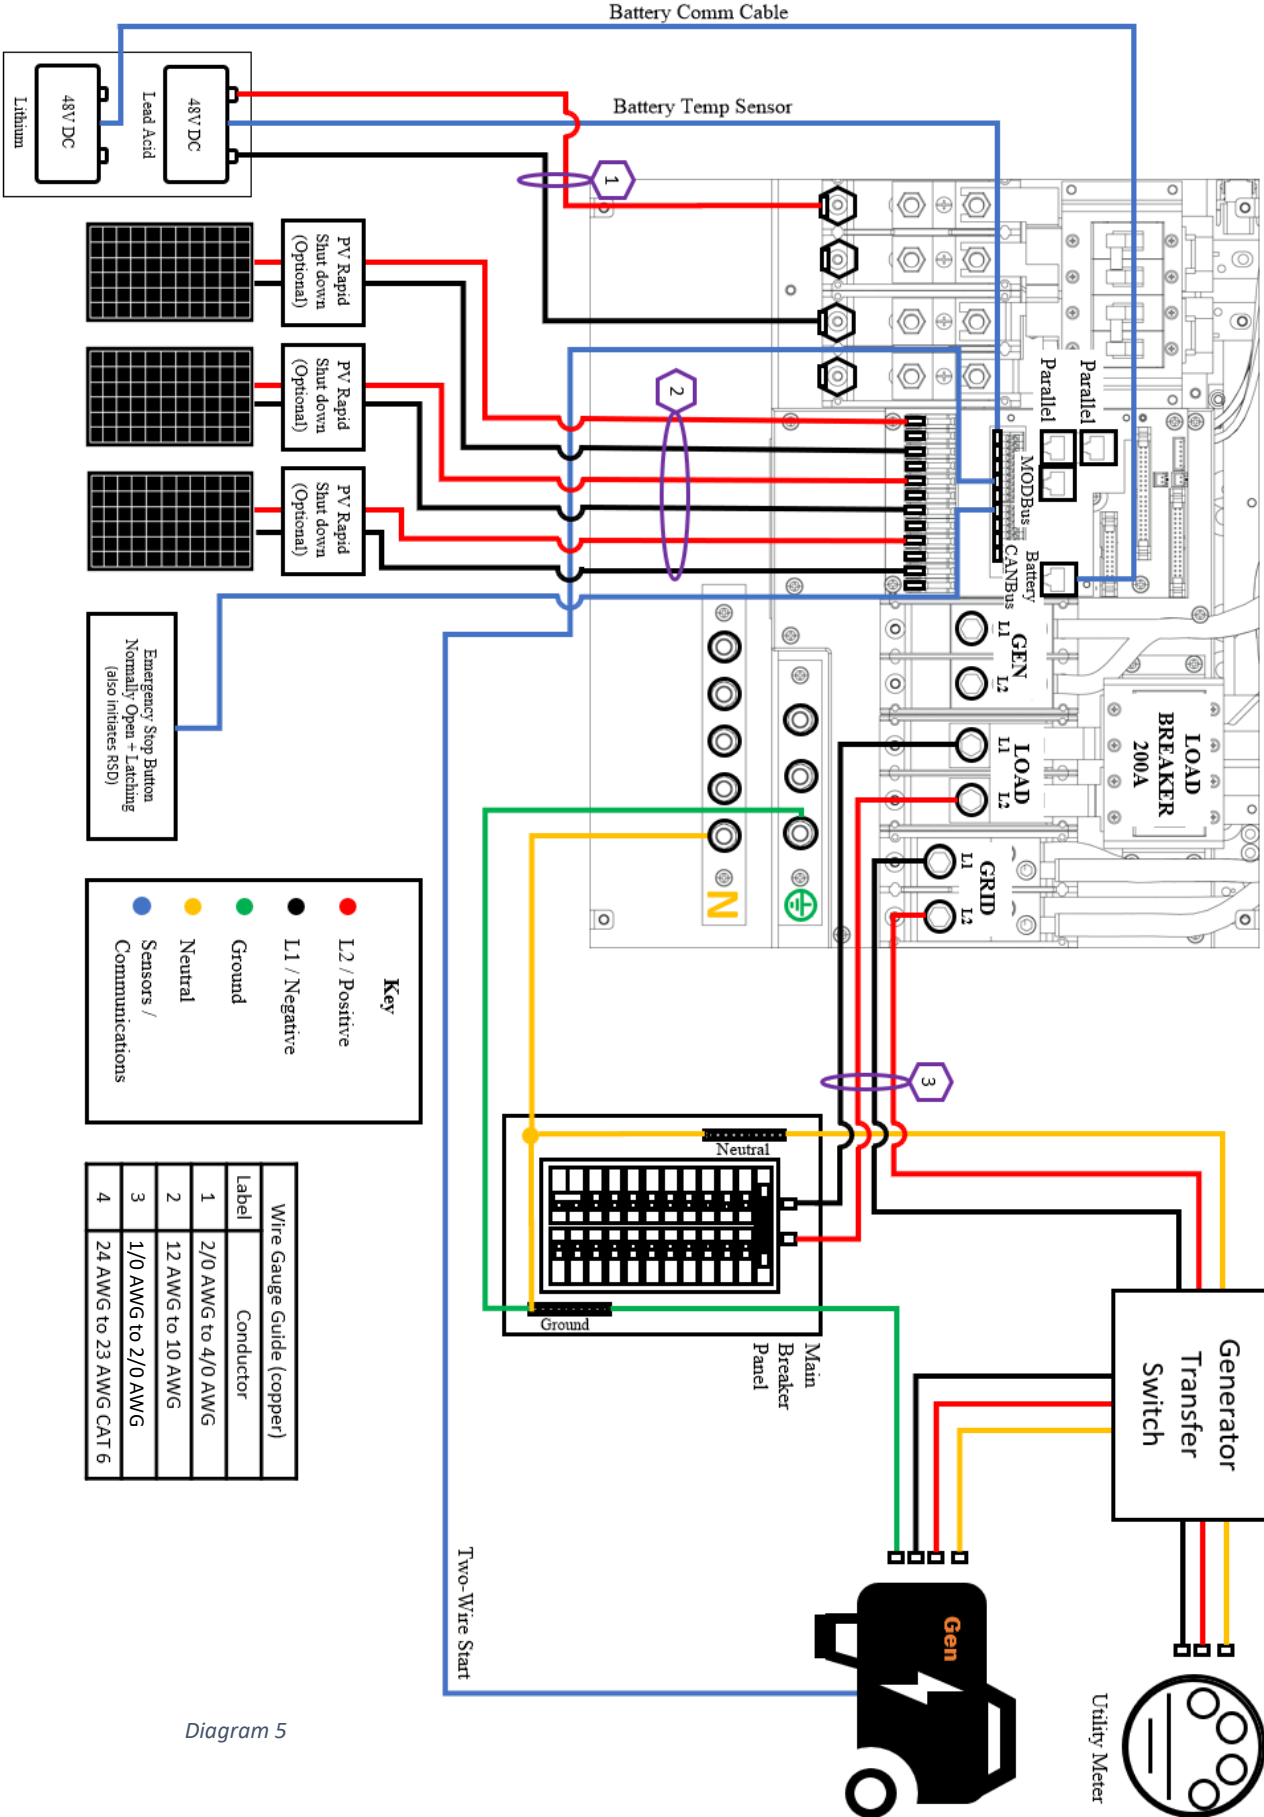 Battery Comm Cable
Battery Temp Sensor
48V DC
Lithium
48V DC
Lead Acid
1
PV Rapid
Shut down
(Optional)
PV Rapid
Shut down
(Optional)
PV Rapid
Shut down
(Optional)
2
Parallel
Parallel
MODBus
Battery
CANBus
GEN
L1
L2
LOAD
L1
L2
GRID
L1
L2
LOAD
BREAKER
200A
N
Emergency Stop Button
Normally Open + Latching
(also initiates RSD)
Key
L2 / Positive
L1 / Negative
Ground
Neutral
Sensors /
Communications
3
Neutral
Ground
Main
Breaker
Panel
Generator
Transfer
Switch
Wire Gauge Guide (copper)
Label Conductor
1 2/0 AWG to 4/0 AWG
2 12 AWG to 10 AWG
3 1/0 AWG to 2/0 AWG
4 24 AWG to 23 AWG CAT 6
Two-Wire Start
Gen
Utility Meter
Diagram 5